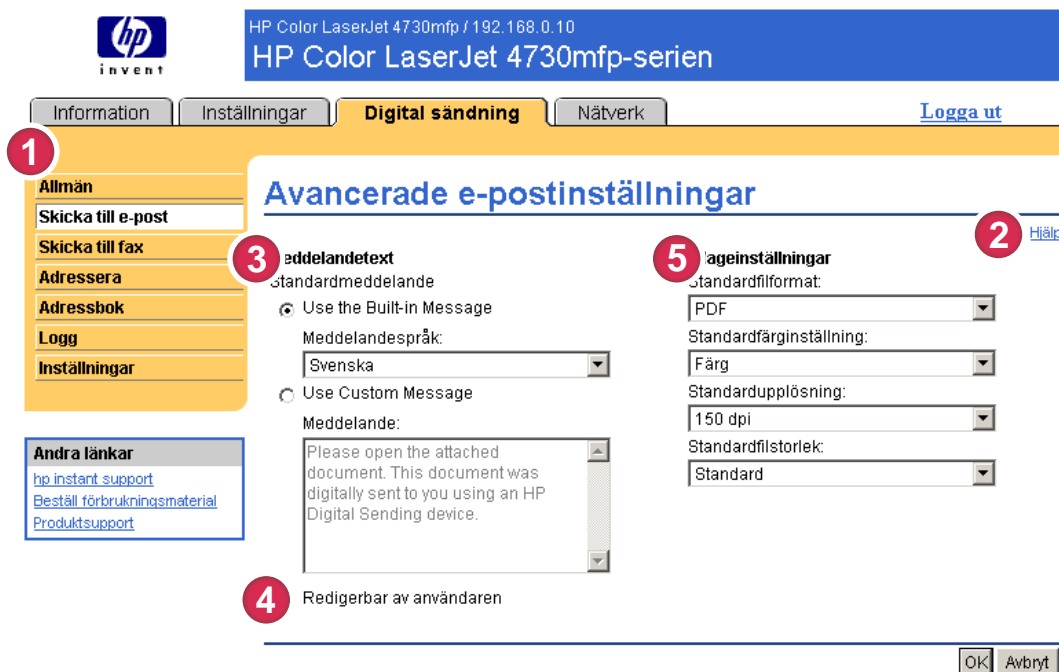 hp
invent
HP Color LaserJet 4730mfp / 192.168.0.10
HP Color LaserJet 4730mfp-serien
Information
Inställningar
Digital sändning
Nätverk
Logga ut
1
Allmän
Skicka till e-post
Skicka till fax
Adressera
Adressbok
Logg
Inställningar
Andra länkar
hp instant support
Beställ förbrukningsmaterial
Produktsupport
Avancerade e-postinställningar
2
Hjälp
3
eddelandetext
Standardmeddelande
Use the Built-in Message
Meddelandespråk:
Svenska
Use Custom Message
Meddelande:
Please open the attached
document. This document was
digitally sent to you using an HP
Digital Sending device.
4
Redigerbar av användaren
5
lageinställningar
Standardfilformat:
PDF
Standardfärginställning:
Färg
Standardupplösning:
150 dpi
Standardfilstorlek:
Standard
OK
Avbryt